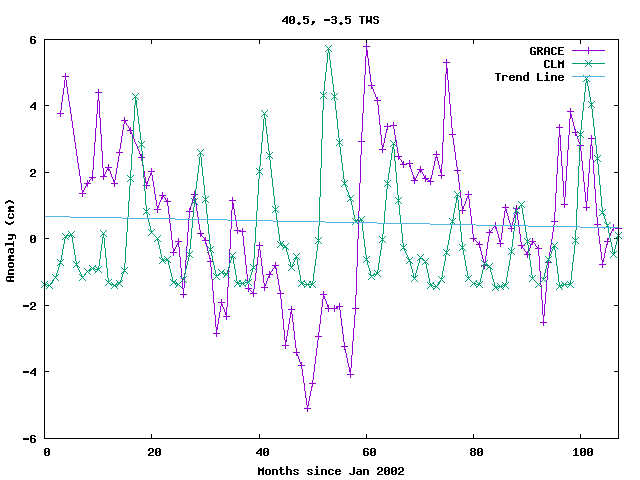 40.5, -3.5 TWS
GRACE
CLM
Trend Line
6
4
2
0
-2
-4
-6
Anomaly (cm)
0 20 40 60 80 100
Months since Jan 2002